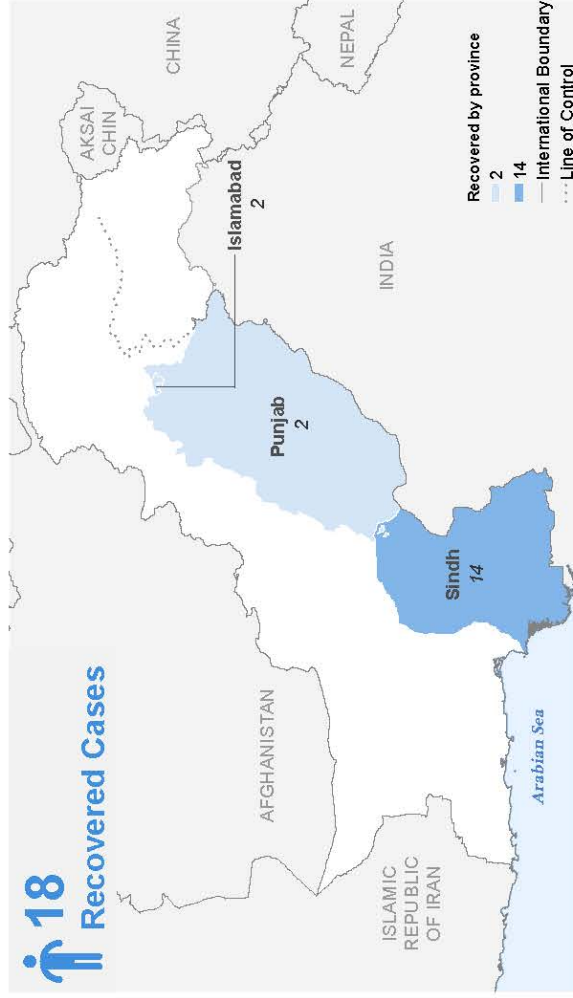 18
Recovered Cases
CHINA
AKSAI
CHIN
NEPAL
Islamabad
2
AFGHANISTAN
Punjab
2
INDIA
ISLAMIC
REPUBLIC
OF IRAN
Sindh
14
Arabian Sea
Recovered by province
2
14
International Boundary
Line of Control